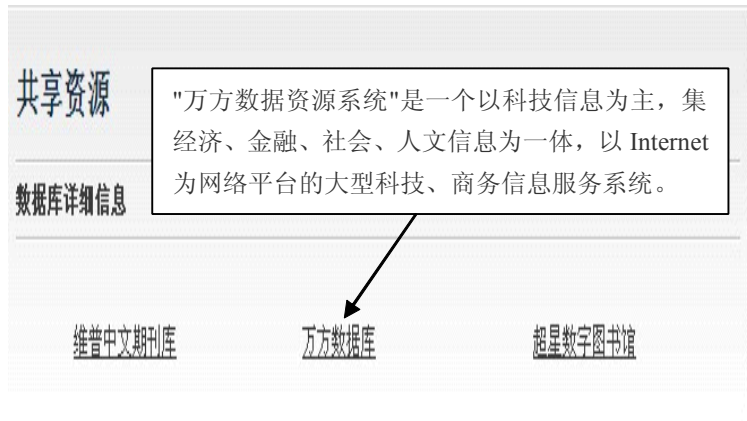 共享资源
"万方数据资源系统"是一个以科技信息为主，集
经济、金融、社会、人文信息为一体，以 Internet
为网络平台的大型科技、商务信息服务系统。
数据库详细信息
维普中文期刊库 万方数据库 超星数字图书馆